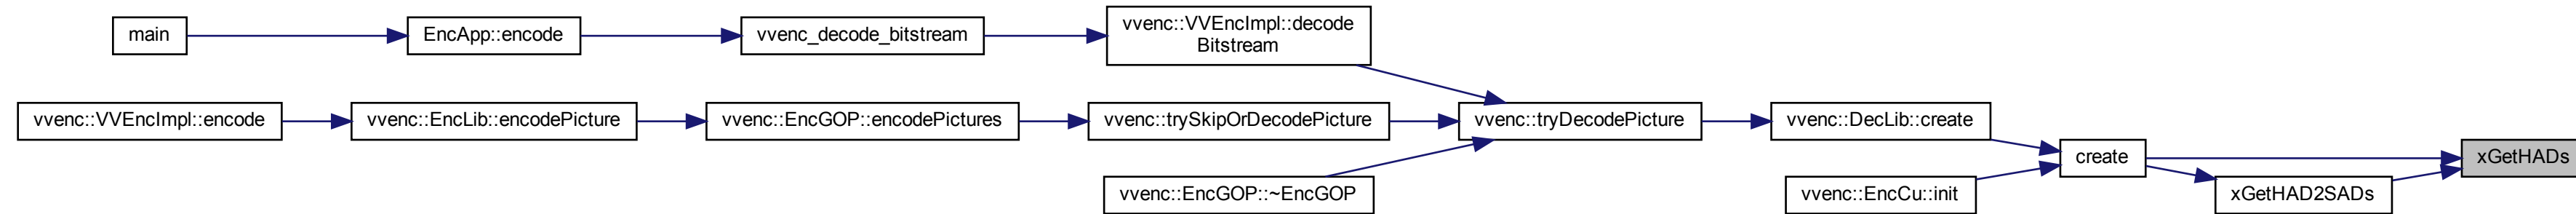 main
EncApp::encode
vvenc_decode_bitstream
vvenc::VVEncImpl::decode
Bitstream
vvenc::VVEncImpl::encode
vvenc::EncLib::encodePicture
vvenc::EncGOP::encodePictures
vvenc::trySkipOrDecodePicture
vvenc::tryDecodePicture
vvenc::DecLib::create
create
xGetHADs
vvenc::EncGOP::~EncGOP
vvenc::EncCu::init
xGetHAD2SADs